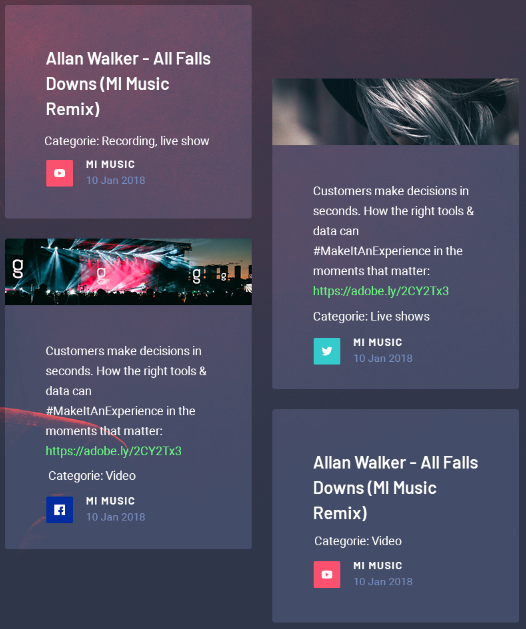 Allan Walker - All Falls
Downs (MI Music
Remix)
Categorie: Recording, live show
MI MUSIC
10 Jan 2018
g
g
g
g
Customers make decisions in
seconds. How the right tools &
data can
#MakeItAnExperience in the
moments that matter:
https://adobe.ly/2CY2Tx3
Categorie: Video
MI MUSIC
10 Jan 2018
Customers make decisions in
seconds. How the right tools &
data can
#MakeItAnExperience in the
moments that matter:
https://adobe.ly/2CY2Tx3
Categorie: Live shows
MI MUSIC
10 Jan 2018
Allan Walker - All Falls
Downs (MI Music
Remix)
Categorie: Video
MI MUSIC
10 Jan 2018